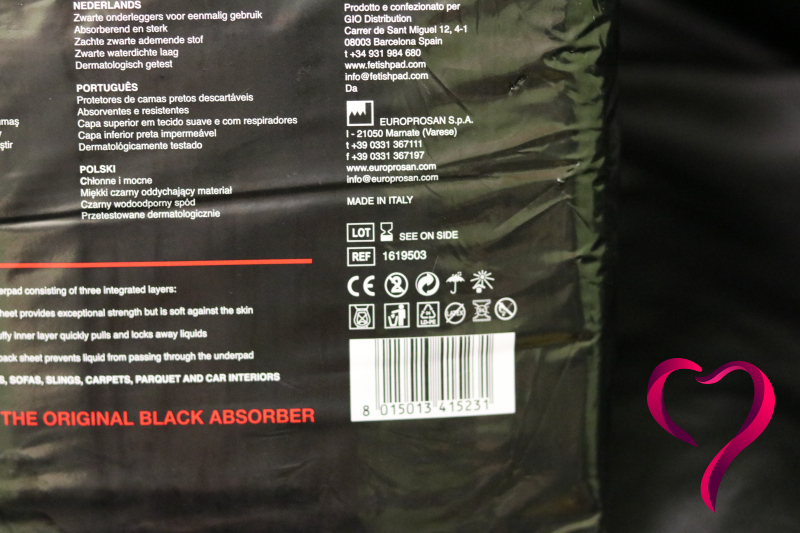 NEDERLANDS
Zwarte onderleggers voor eenmalig gebruik
Absorberend en sterk
Zachte zwarte ademende stof
Zwarte waterdichte laag
Dermatologisch getest
PORTUGUÊS
Protetores de camas pretos descartáveis
Absorventes e resistentes
Capa superior em tecido suave e com respiradores
Capa inferior preta impermeável
Dermatológicamente testado
POLSKI
Chłonne i mocne
Miękki czarny oddychający materiał
Czarny wodoodporny spód
Przetestowane dermatologicznie
erpad consisting of three integrated layers:
heet provides exceptional strength but is soft against the skin
uffy inner layer quickly pulls and locks away liquids
back sheet prevents liquid from passing through the underpad
S, SOFAS, SLINGS, CARPETS, PARQUET AND CAR INTERIORS
THE ORIGINAL BLACK ABSORBER
Prodotto e confezionato per
GIO Distribution
Carrer de Sant Miguel 12, 4-1
08003 Barcelona Spain
t +34 931 984 680
www.fetishpad.com
info@fetishpad.com
Da
EUROPROSAN S.p.A.
I - 21050 Marnate (Varese)
t +39 0331 367111
f +39 0331 367197
www.europrosan.com
info@europrosan.com
MADE IN ITALY
LOT SEE ON SIDE
REF 1619503
CE 2
LATEX
8 015013 415231